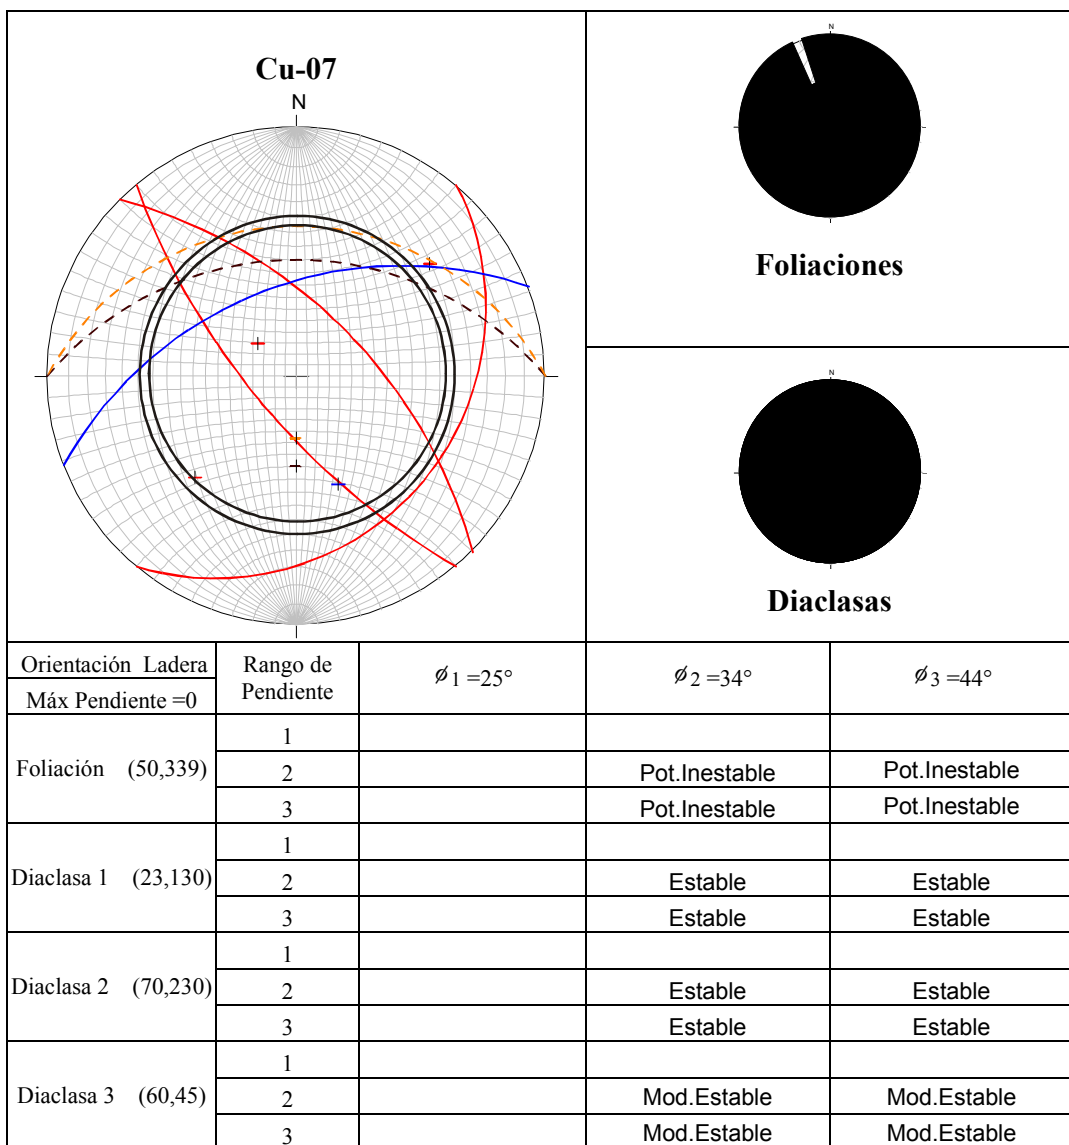 Cu-07
N
N
Foliaciones
N
Diaclasas
Orientación Ladera
Máx Pendiente =0
Rango de
Pendiente
ø 1 =25°
ø 2 =34°
ø 3 =44°
Foliación (50,339)
1
2 Pot.Inestable Pot.Inestable
3 Pot.Inestable Pot.Inestable
Diaclasa 1 (23,130)
1
2 Estable Estable
3 Estable Estable
Diaclasa 2 (70,230)
1
2 Estable Estable
3 Estable Estable
Diaclasa 3 (60,45)
1
2 Mod.Estable Mod.Estable
3 Mod.Estable Mod.Estable